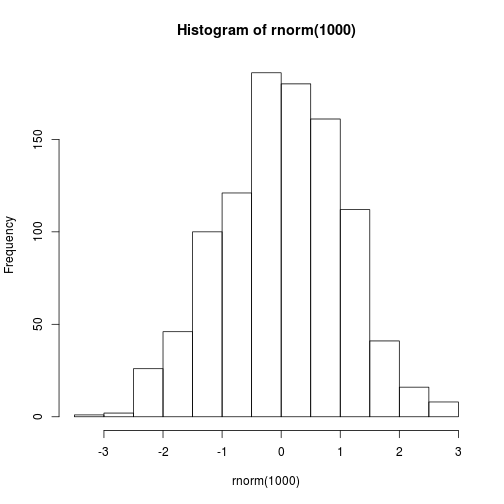 Histogram of rnorm(1000)
Frequency
150
100
50
0
-3 -2 -1 0 1 2 3
rnorm(1000)